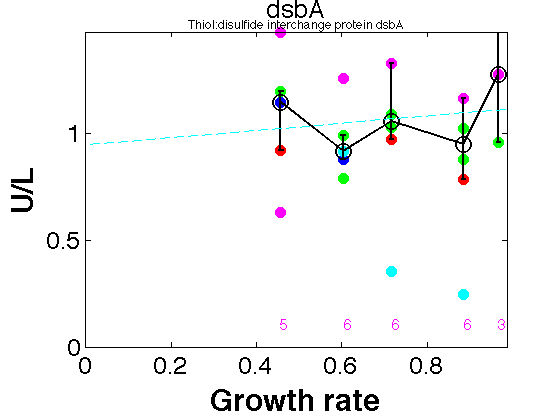 dsbA
Thiol:disulfide interchange protein dsbA
U/L
1
0.5
0
5 6 6 6 3
0 0.2 0.4 0.6 0.8
Growth rate